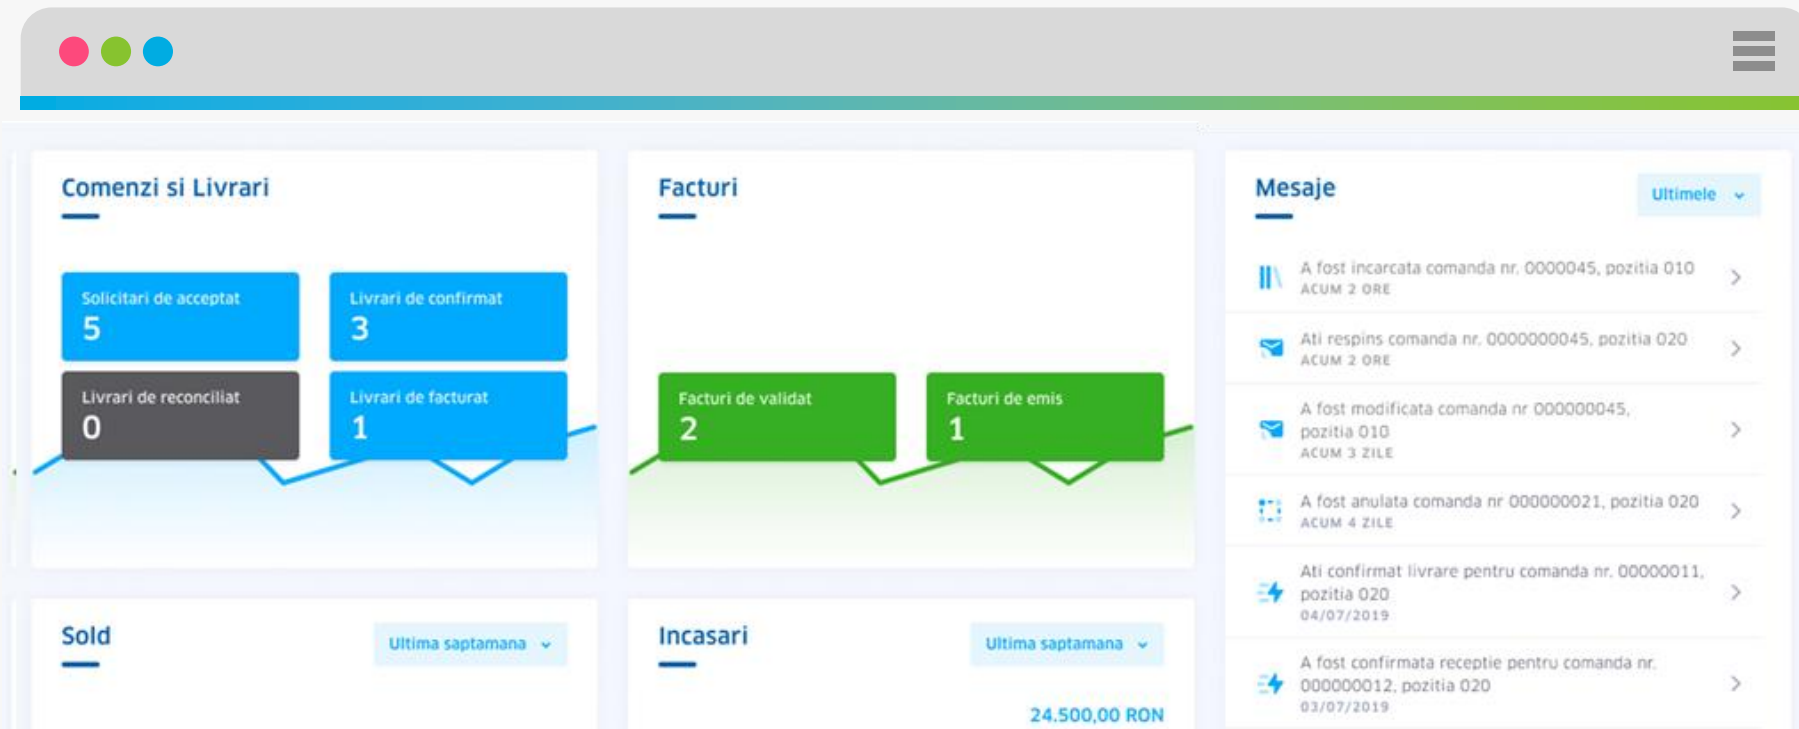 Comenzi si Livrari
Solicitari de acceptat
5
Livrari de confirmat
3
Livrari de reconciliat
0
Livrari de facturat
1
Facturi
Facturi de validat
2
Facturi de emis
1
Mesaje
Ultimele
A fost incarcata comanda nr. 0000045, pozitia 010
ACUM 2 ORE
Ati respins comanda nr. 0000000045, pozitia 020
ACUM 2 ORE
A fost modificata comanda nr 000000045,
pozitia 010
ACUM 3 ZILE
A fost anulata comanda nr 000000021, pozitia 020
ACUM 4 ZILE
Ati confirmat livrare pentru comanda nr. 00000011,
pozitia 020
04/07/2019
A fost confirmata receptie pentru comanda nr.
000000012, pozitia 020
03/07/2019
Sold
Ultima saptamana
Incasari
Ultima saptamana
24.500,00 RON